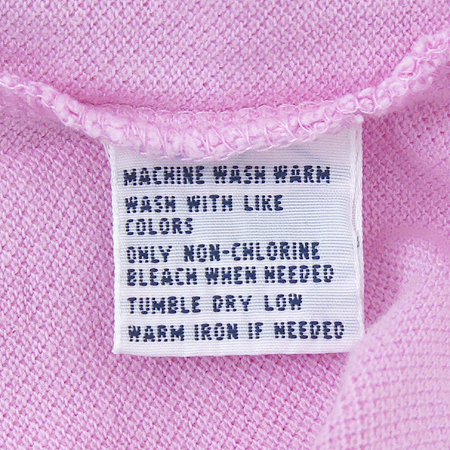 MACHINE WASH WARM
WASH WITH LIKE
COLORS
ONLY NON-CHLORINE
BLEACH WHEN NEEDED
TUMBLE DRY LOW
WARM IRON IF NEEDED